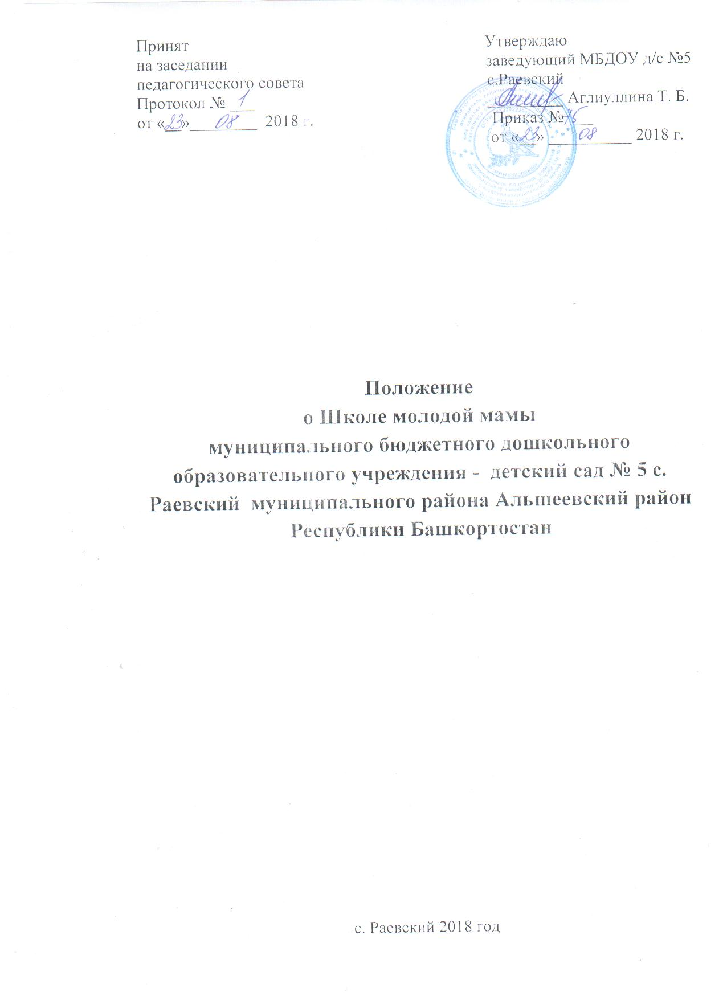 Принят
на заседании
педагогического совета
Протокол № 1
от «23» 08 2018 г.
Утверждаю
заведующий МБДОУ д/с №5
с.Раевский
Аглиуллина Т. Б.
Приказ №
от «23» 08 2018 г.
Положение
о Школе молодой мамы
муниципального бюджетного дошкольного
образовательного учреждения - детский сад № 5 с.
Раевский муниципального района Альшеевский район
Республики Башкортостан
с. Раевский 2018 год